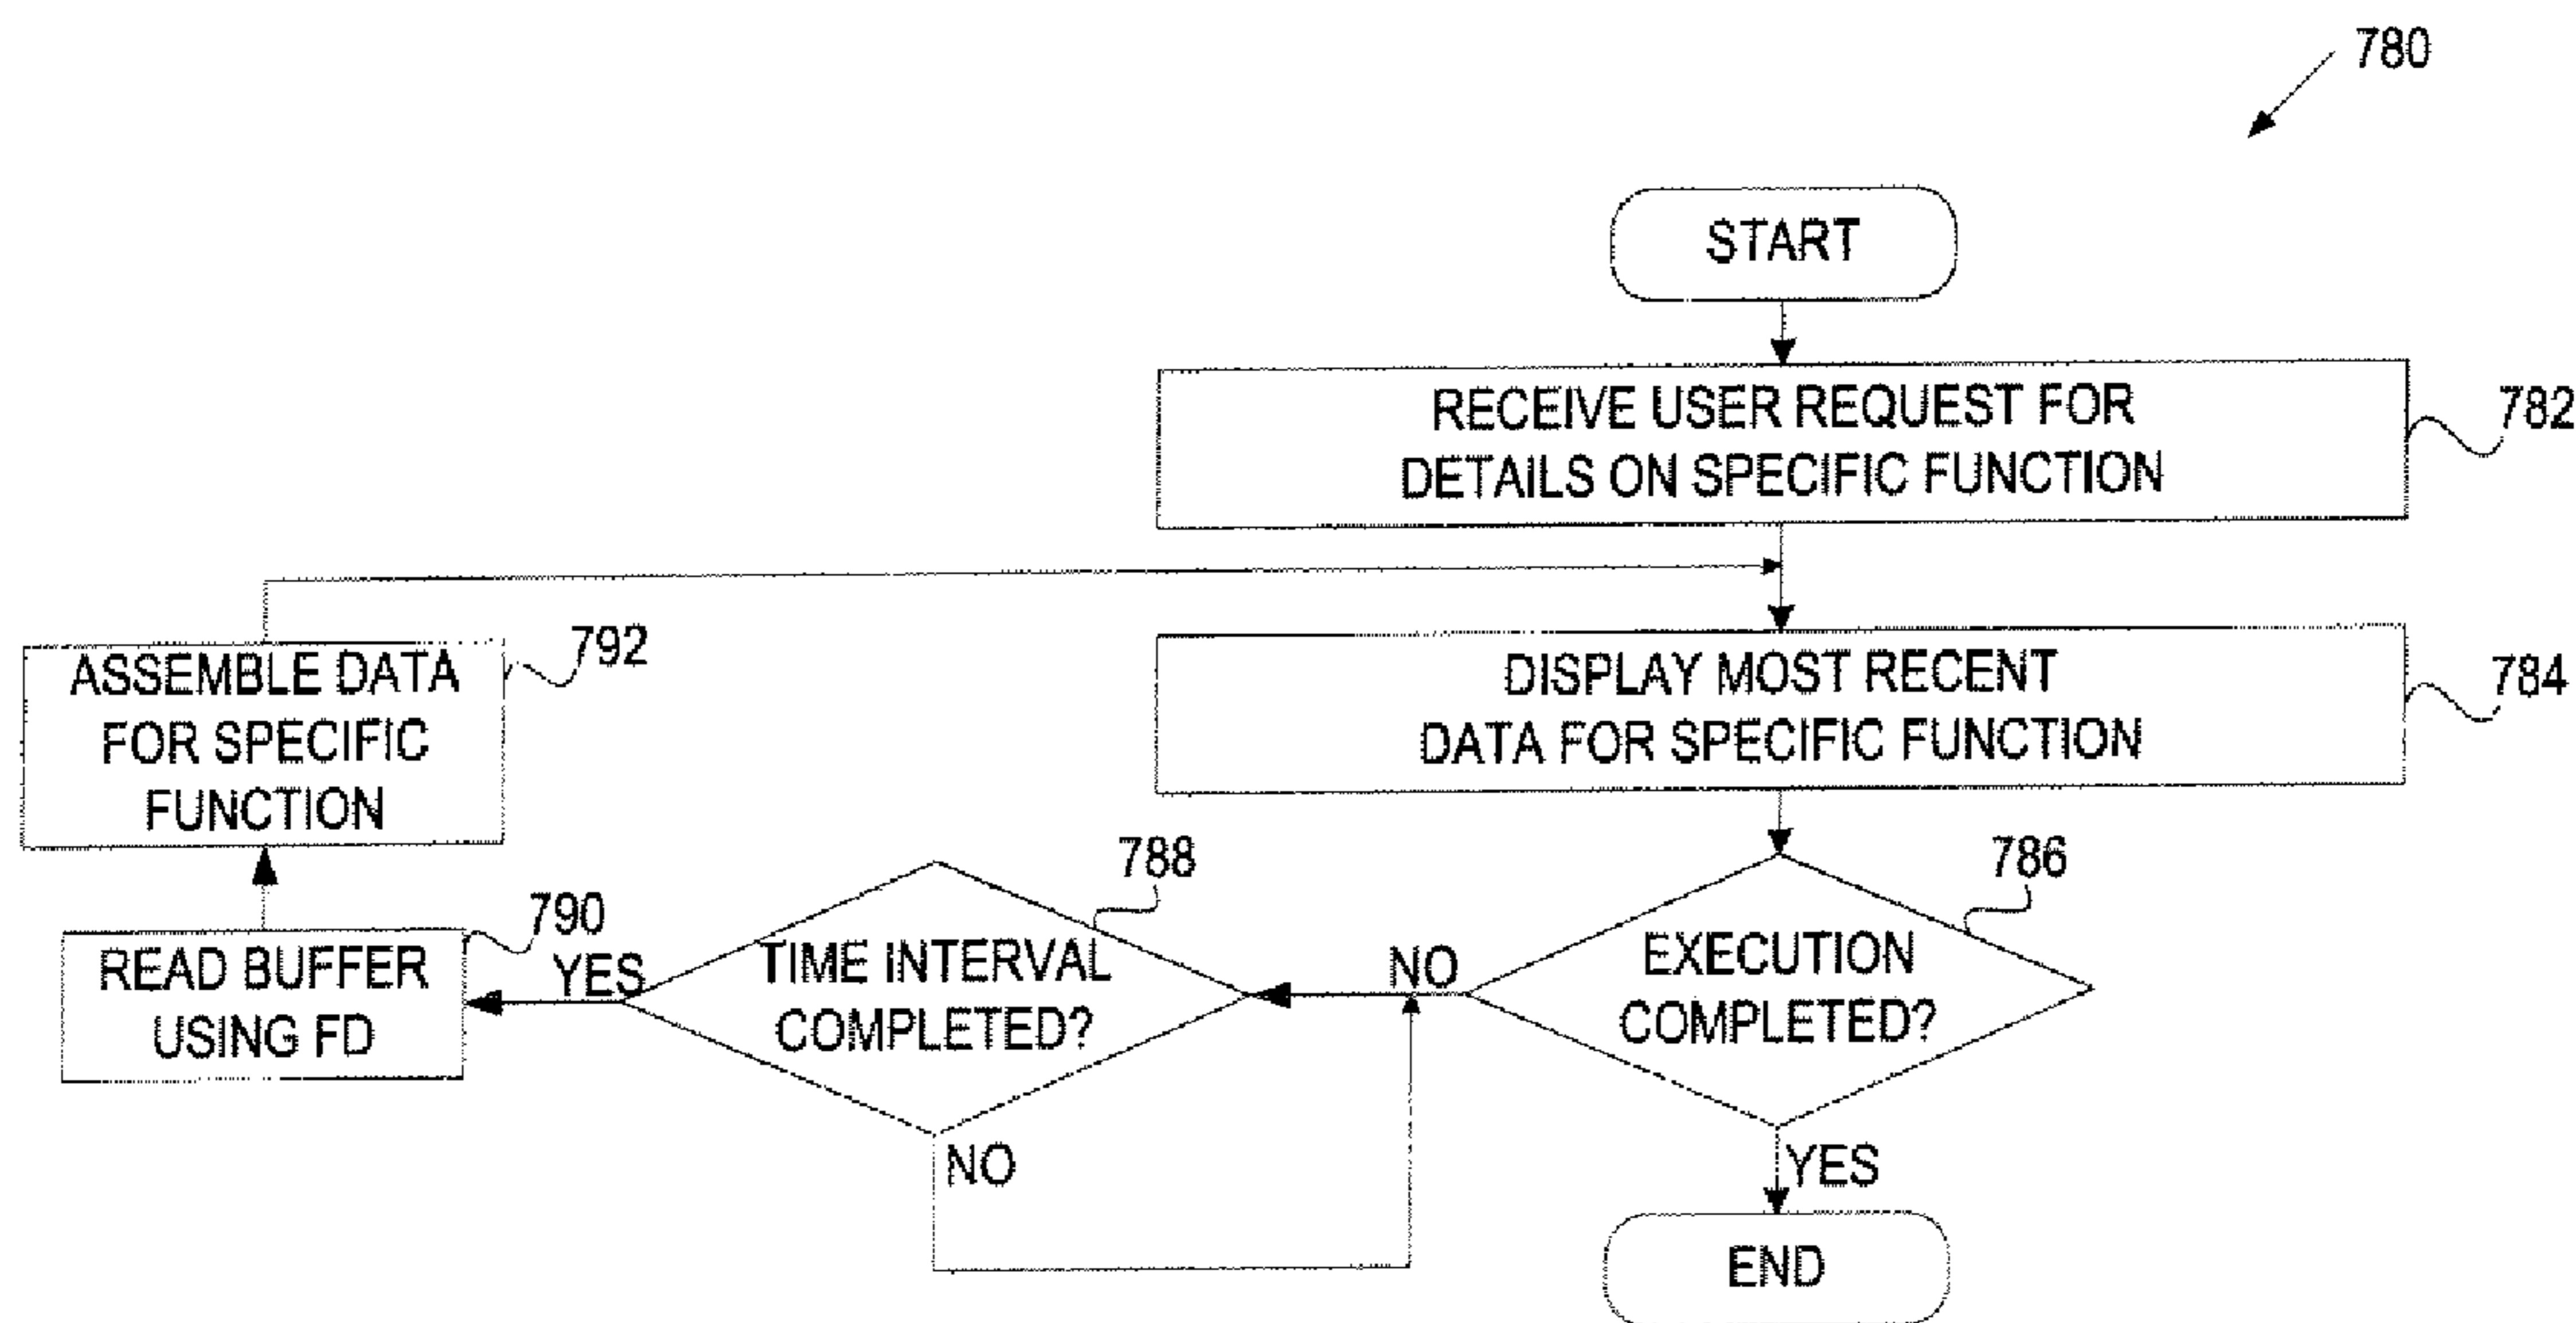 780
START
RECEIVE USER REQUEST FOR
DETAILS ON SPECIFIC FUNCTION
782
DISPLAY MOST RECENT
DATA FOR SPECIFIC FUNCTION
784
EXECUTION
COMPLETED?
786
NO
YES
END
TIME INTERVAL
COMPLETED?
788
NO
YES
READ BUFFER
USING FD
790
ASSEMBLE DATA
FOR SPECIFIC
FUNCTION
792